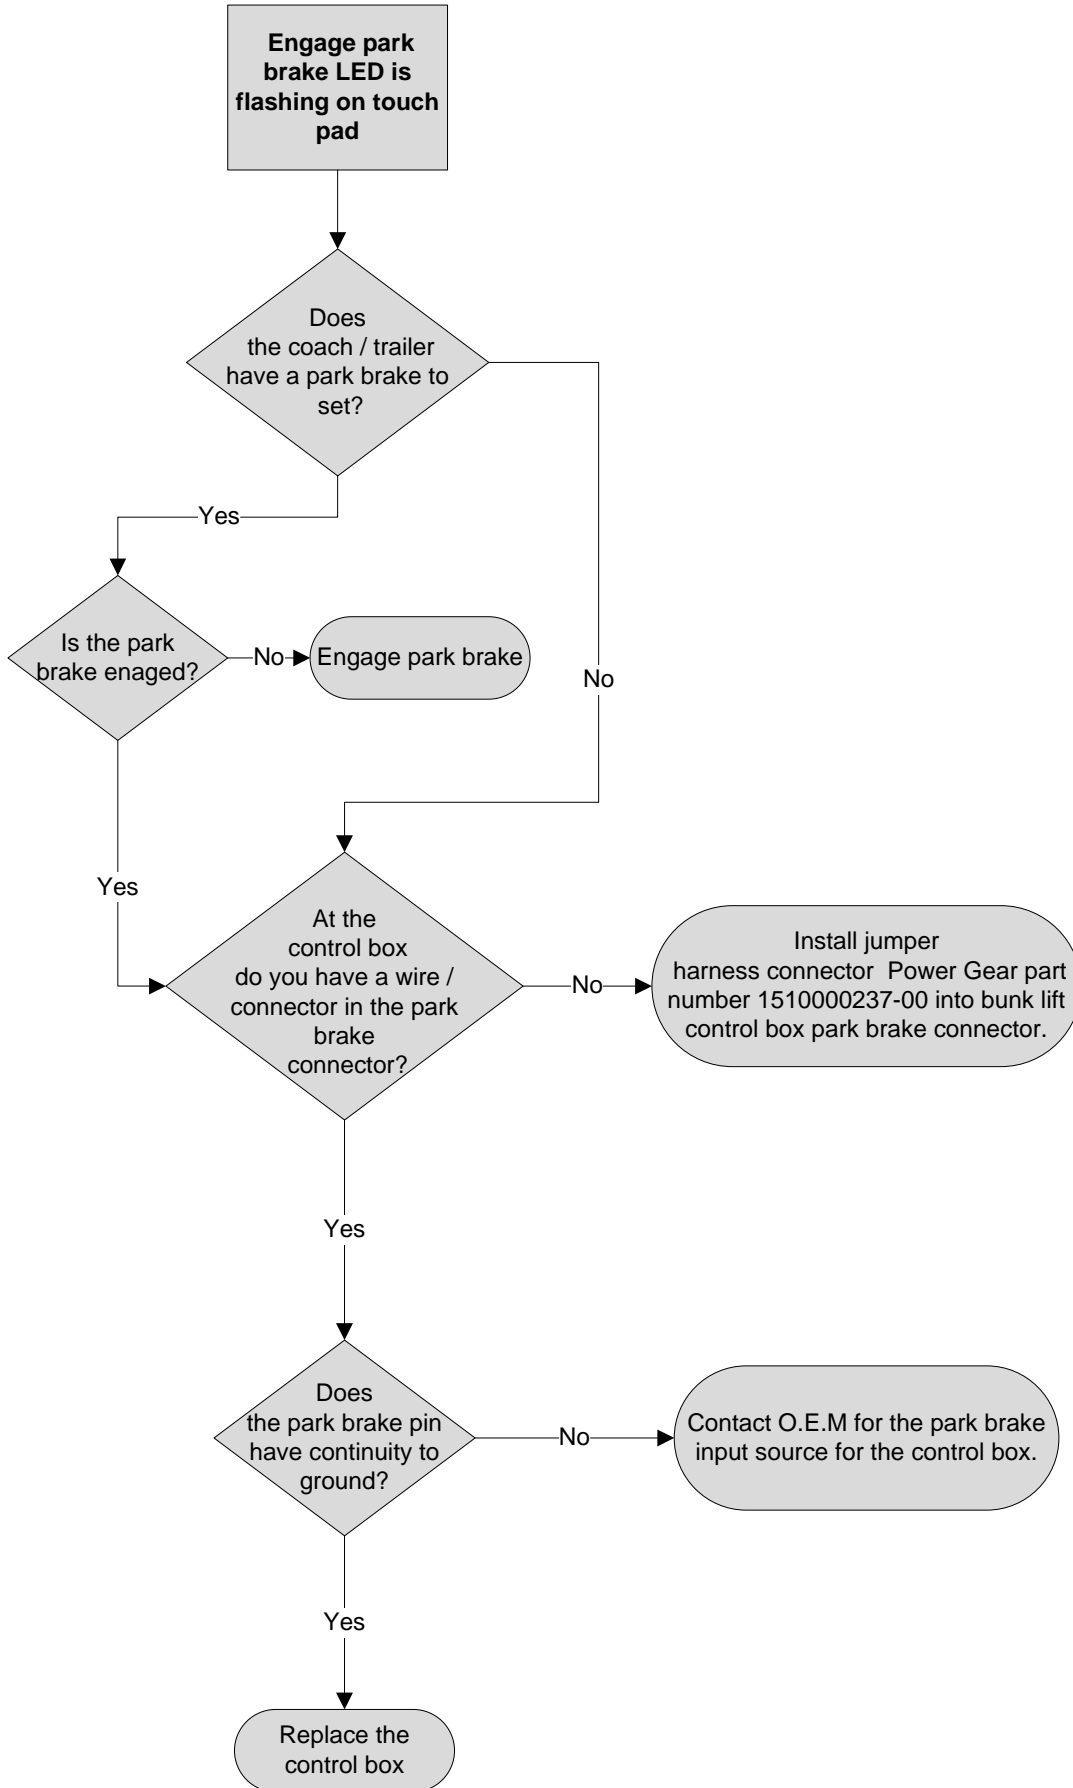 Engage park
brake LED is
flashing on touch
pad
Does
the coach / trailer
have a park brake to
set?
Yes
Is the park
brake enaged?
No
Engage park brake
No
Yes
At the
control box
do you have a wire /
connector in the park
brake
connector?
No
Install jumper
harness connector  Power Gear part
number 1510000237-00 into bunk lift
control box park brake connector.
Yes
Does
the park brake pin
have continuity to
ground?
No
Contact O.E.M for the park brake
input source for the control box.
Yes
Replace the
control box